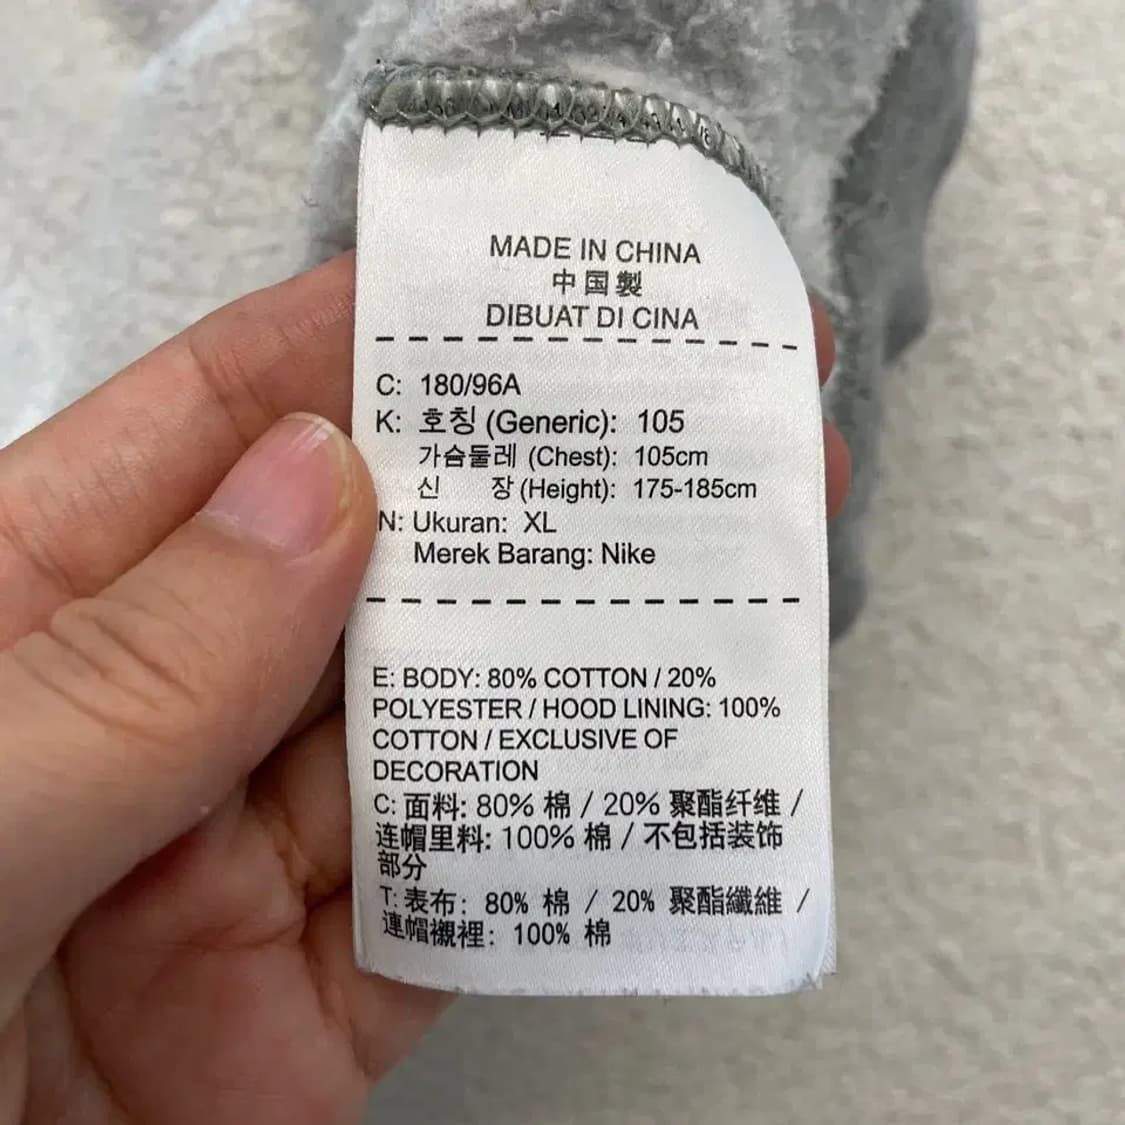 MADE IN CHINA
中国製
DIBUAT DI CINA
C: 180/96A
K: 호칭 (Generic): 105
가슴둘레 (Chest): 105cm
신 장 (Height): 175-185cm
N: Ukuran: XL
Merek Barang: Nike
E: BODY: 80% COTTON / 20%
POLYESTER / HOOD LINING: 100%
COTTON / EXCLUSIVE OF
DECORATION
C: 面料: 80% 棉 / 20% 聚酯纤维 /
连帽里料: 100% 棉 / 不包括装饰
部分
T: 表布: 80% 棉 / 20% 聚酯纖維 /
連帽襯裡: 100% 棉